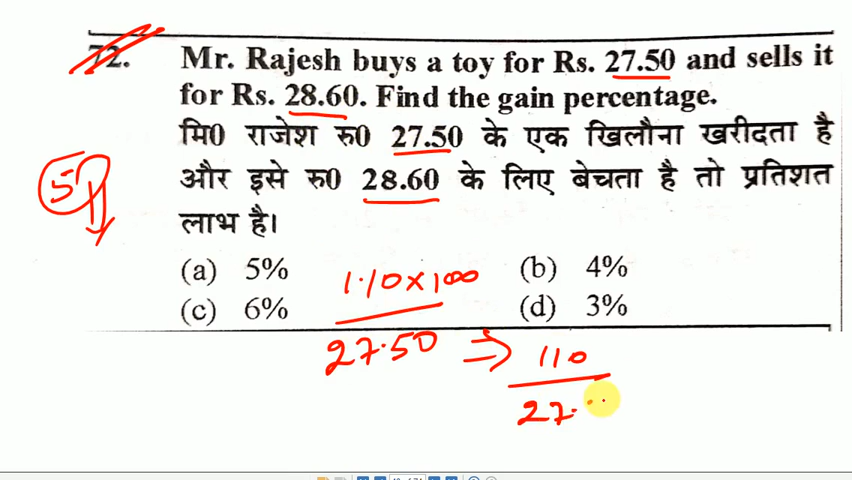 72. Mr. Rajesh buys a toy for Rs. 27.50 and sells it
for Rs. 28.60. Find the gain percentage.
मि0 राजेश रु0 27.50 के एक खिलौना खरीदता है
और इसे रु0 28.60 के लिए बेचता है तो प्रतिशत
लाभ है।
(a) 5% (b) 4%
(c) 6% (d) 3%
1.10×100
27.50 ⇒ 110
27.